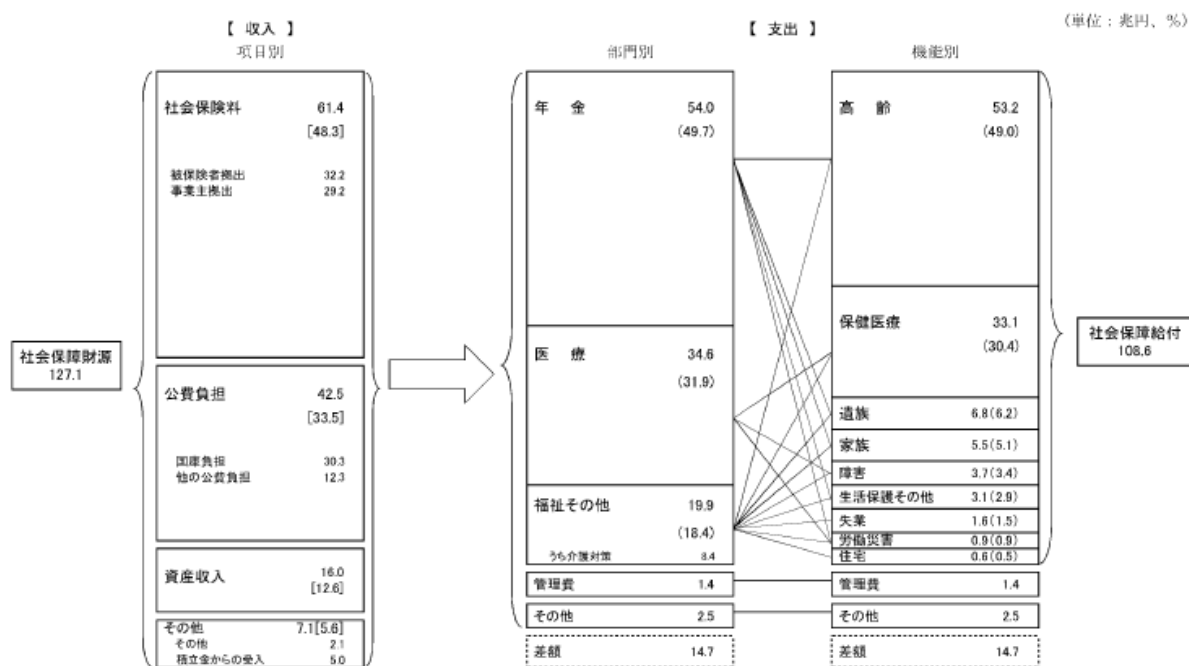 (単位：兆円、%)
【 収入 】
項目別
社会保障財源
127.1
社会保険料 61.4
[48.3]
被保険者拠出 32.2
事業主拠出 29.2
公費負担 42.5
[33.5]
国庫負担 30.3
他の公費負担 12.3
資産収入 16.0
[12.6]
その他 7.1[5.6]
その他 2.1
積立金からの受入 5.0
【 支出 】
部門別
年 金 54.0
(49.7)
医 療 34.6
(31.9)
福祉その他 19.9
(18.4)
うち介護対策 8.4
管理費 1.4
その他 2.5
差額 14.7
機能別
高 齢 53.2
(49.0)
保健医療 33.1
(30.4)
遺族 6.8(6.2)
家族 5.5(5.1)
障害 3.7(3.4)
生活保護その他 3.1(2.9)
失業 1.6(1.5)
労働災害 0.9(0.9)
住宅 0.6(0.5)
管理費 1.4
その他 2.5
差額 14.7
社会保障給付
108.6